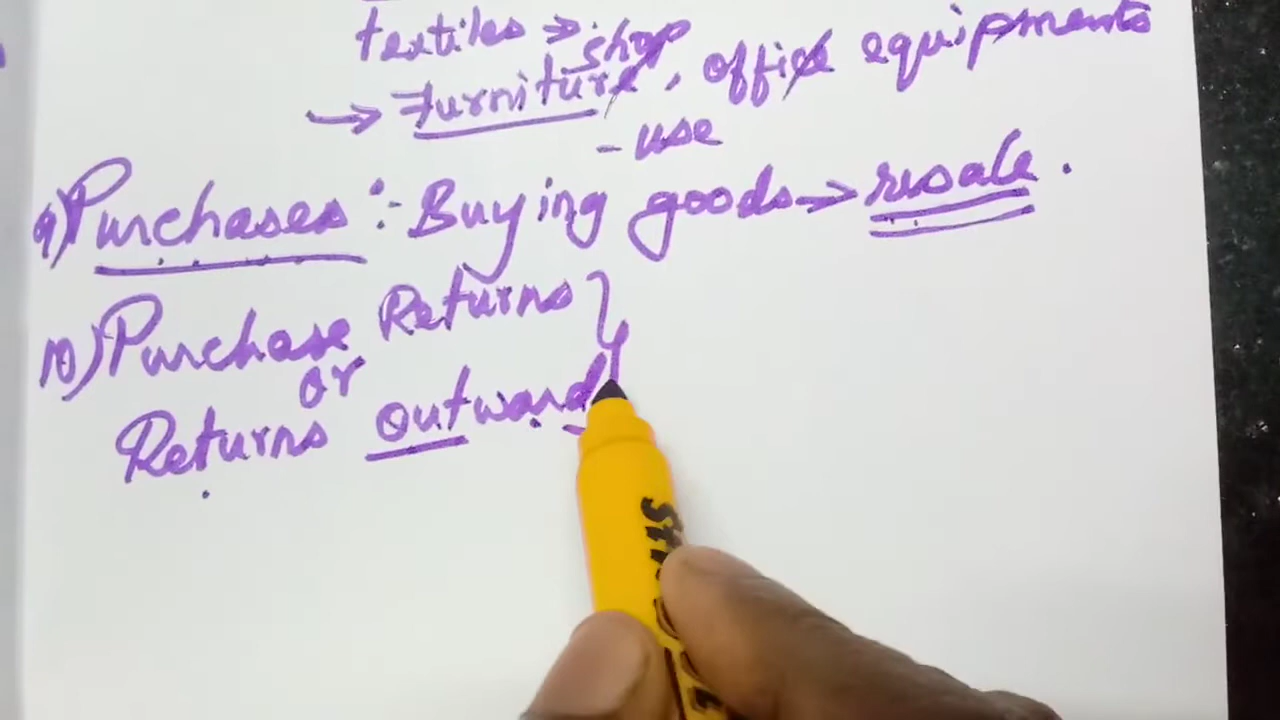 textiles → shop
→ Furniture, office equipments
- use
9) Purchases :- Buying goods → resale.
10) Purchase Returns }
or
Returns outward